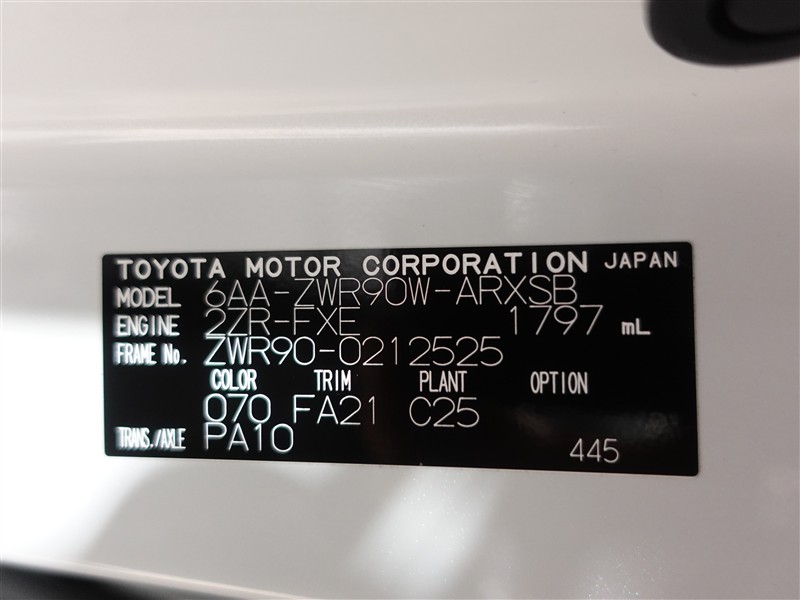 TOYOTA MOTOR CORPORATION JAPAN
MODEL 6AA-ZWR90W-ARXSB
ENGINE 2ZR-FXE 1797 mL
FRAME No. ZWR90-0212525
COLOR TRIM PLANT OPTION
070 FA21 C25
TRANS./AXLE PA10
445